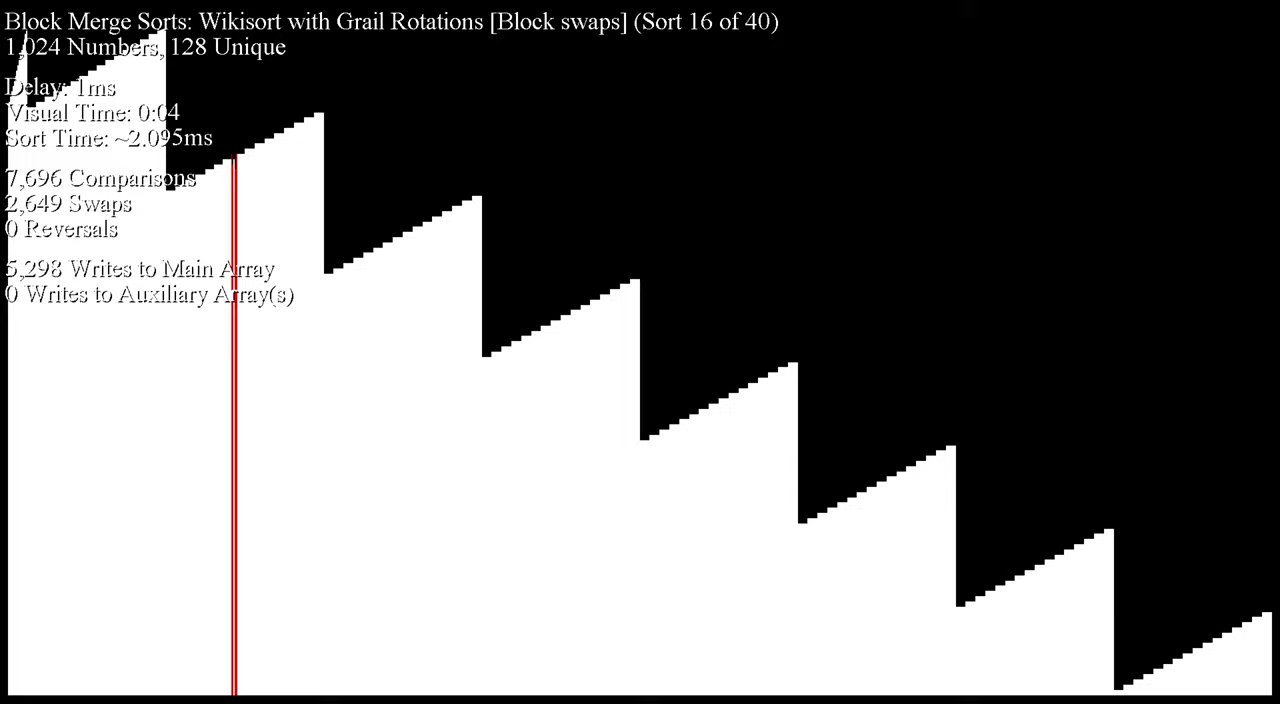 Block Merge Sorts: Wikisort with Grail Rotations [Block swaps] (Sort 16 of 40)
1,024 Numbers, 128 Unique
Delay: 1ms
Visual Time: 0:04
Sort Time: ~2.095ms
7,696 Comparisons
2,649 Swaps
0 Reversals
5,298 Writes to Main Array
0 Writes to Auxiliary Array(s)